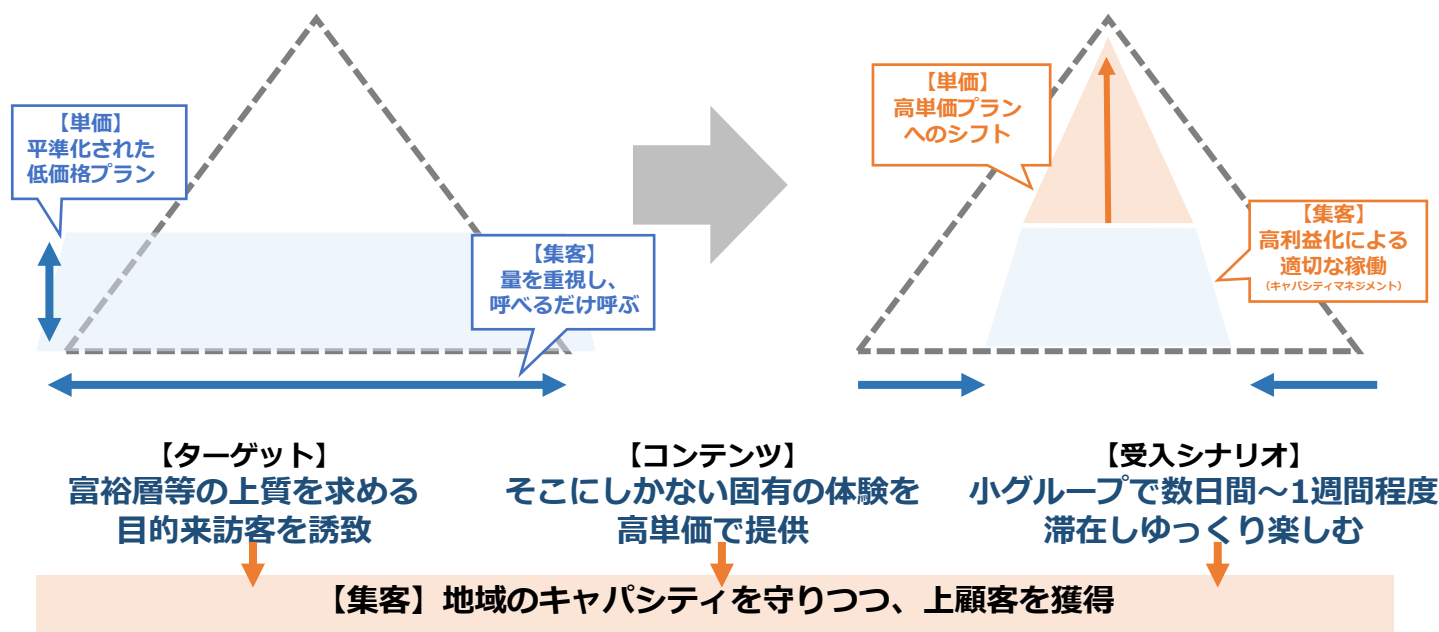 【単価】
平準化された
低価格プラン
【集客】
量を重視し、
呼べるだけ呼ぶ
【単価】
高単価プラン
へのシフト
【集客】
高利益化による
適切な稼働
（キャパシティマネジメント）
【ターゲット】
富裕層等の上質を求める
目的来訪客を誘致
【コンテンツ】
そこにしかない固有の体験を
高単価で提供
【受入シナリオ】
小グループで数日間～1週間程度
滞在しゆっくり楽しむ
【集客】地域のキャパシティを守りつつ、上顧客を獲得